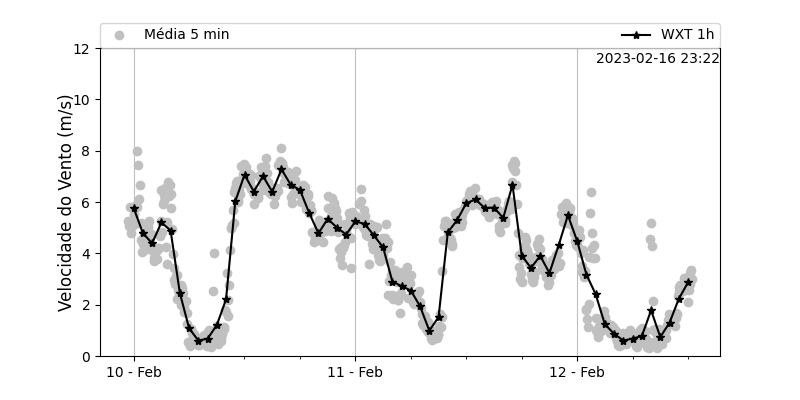 Média 5 min
WXT 1h
2023-02-16 23:22
Velocidade do Vento (m/s)
12
10
8
6
4
2
0
10 - Feb
11 - Feb
12 - Feb